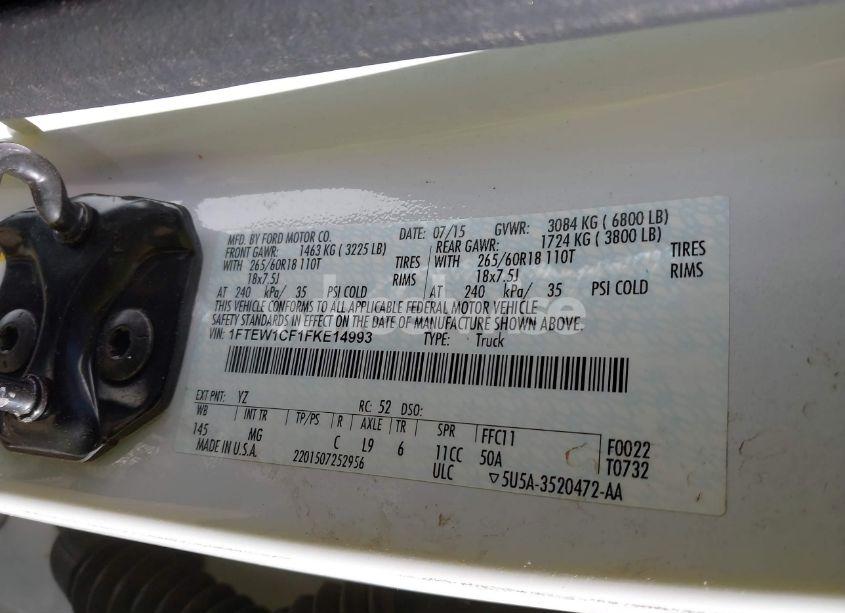 MFD. BY FORD MOTOR CO. DATE: 07/15 GVWR: 3084 KG ( 6800 LB)
FRONT GAWR: 1463 KG ( 3225 LB) REAR GAWR: 1724 KG ( 3800 LB)
WITH 265/60R18 110T TIRES WITH 265/60R18 110T TIRES
18x7.5J RIMS 18x7.5J RIMS
AT 240 kPa/ 35 PSI COLD AT 240 kPa/ 35 PSI COLD
THIS VEHICLE CONFORMS TO ALL APPLICABLE FEDERAL MOTOR VEHICLE
SAFETY STANDARDS IN EFFECT ON THE DATE OF MANUFACTURE SHOWN ABOVE.
VIN: 1FTEW1CF1FKE14993 TYPE: Truck
EXT PNT: YZ RC: 52 DSO:
WB INT TR TP/PS R AXLE TR SPR FFC11 F0022
145 MG C L9 6 11CC 50A T0732
MADE IN U.S.A. 2201507252956 ULC ▽5U5A-3520472-AA